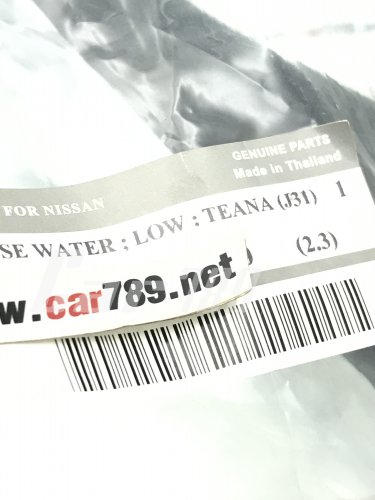 GENUINE PARTS
Made in Thailand
FOR NISSAN
SE WATER ; LOW ; TEANA (J31) 1
) (2.3)
w.car789.net